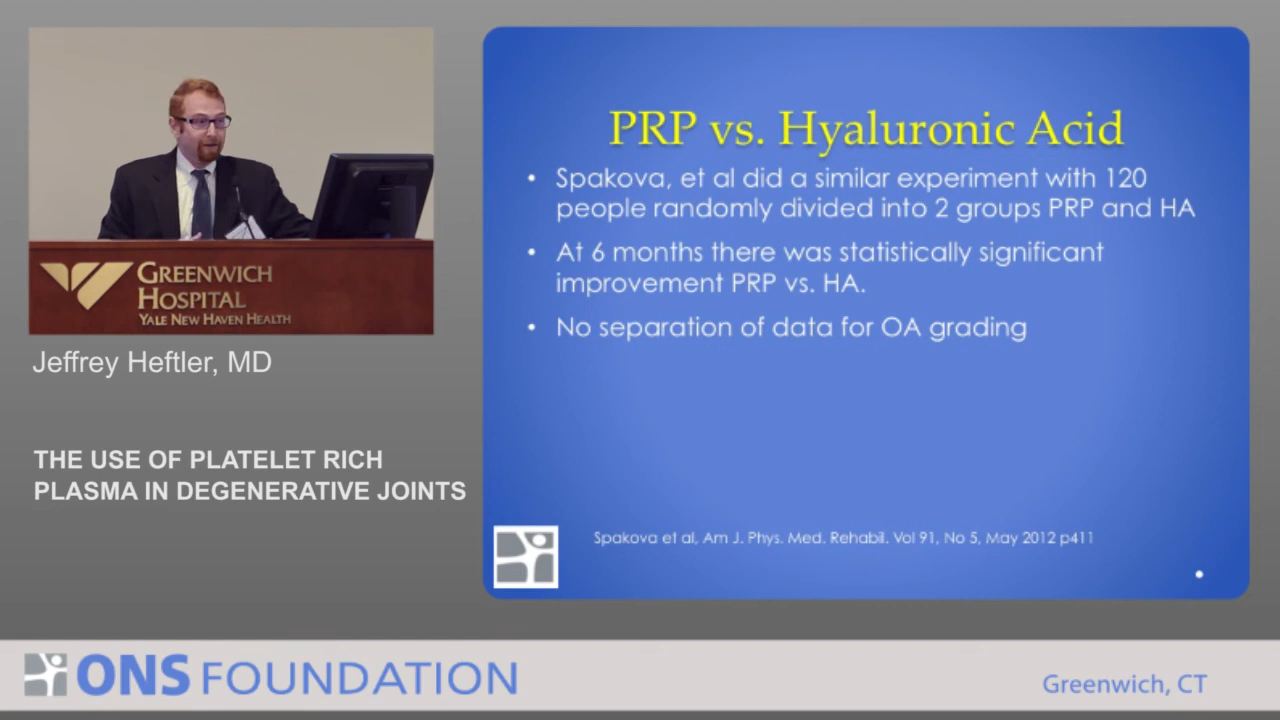 GREENWICH
HOSPITAL
YALE NEW HAVEN HEALTH
Jeffrey Heftler, MD
THE USE OF PLATELET RICH
PLASMA IN DEGENERATIVE JOINTS
PRP vs. Hyaluronic Acid
• Spakova, et al did a similar experiment with 120
people randomly divided into 2 groups PRP and HA
• At 6 months there was statistically significant
improvement PRP vs. HA.
• No separation of data for OA grading
Spakova et al, Am J. Phys. Med. Rehabil. Vol 91, No 5, May 2012 p411
ONS FOUNDATION
Greenwich, CT